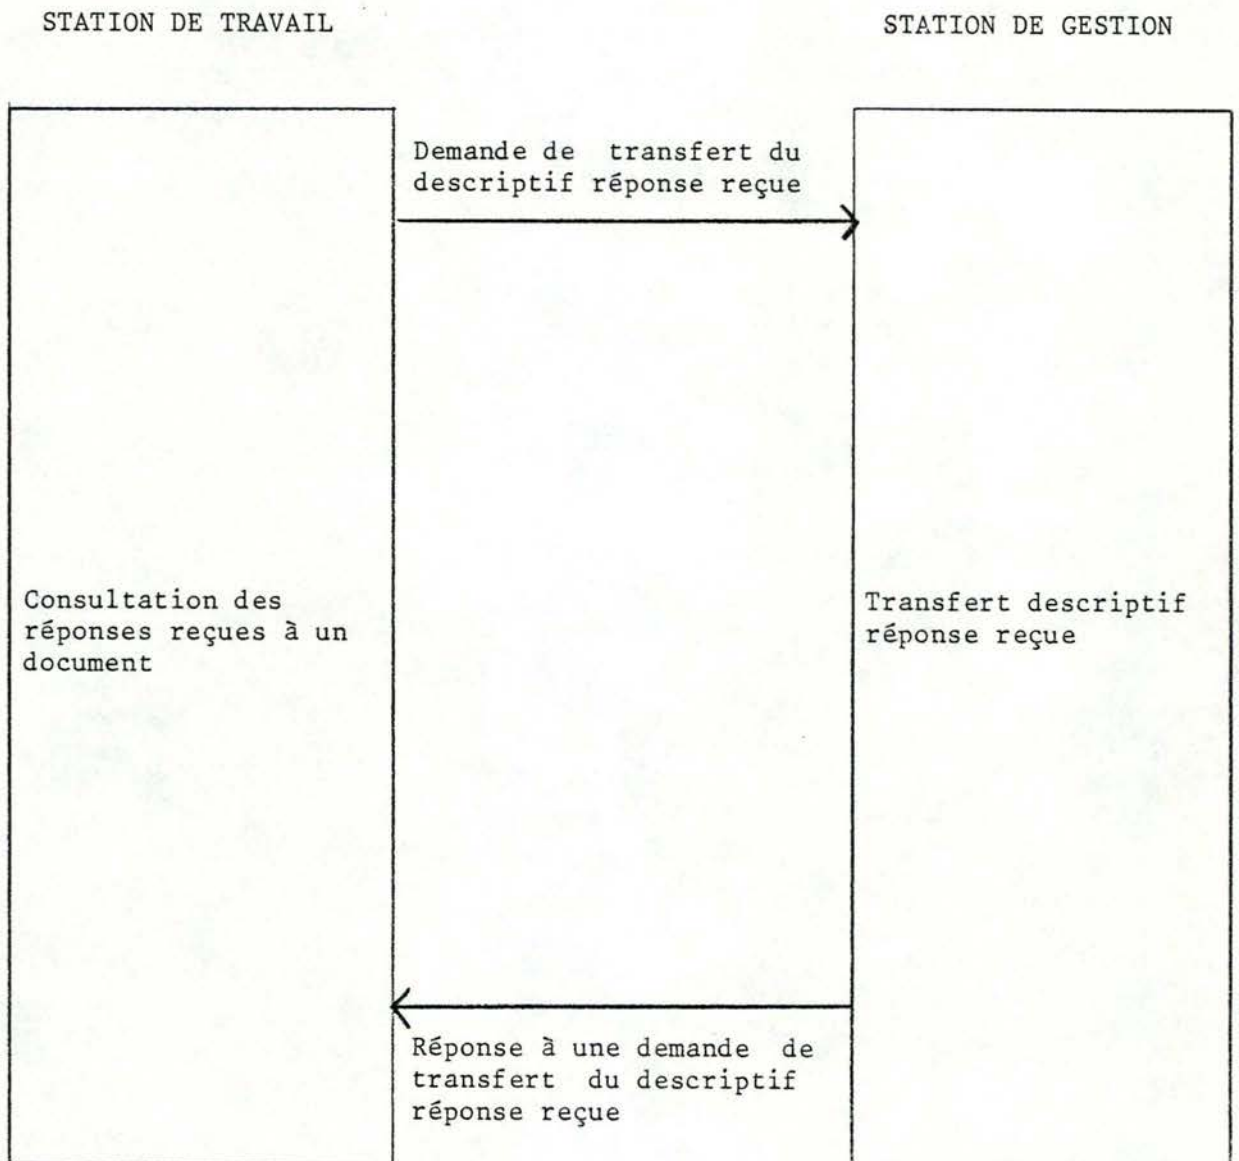 STATION DE TRAVAIL
STATION DE GESTION
Demande de transfert du
descriptif réponse reçue
Consultation des
réponses reçues à un
document
Transfert descriptif
réponse reçue
Réponse à une demande de
transfert du descriptif
réponse reçue